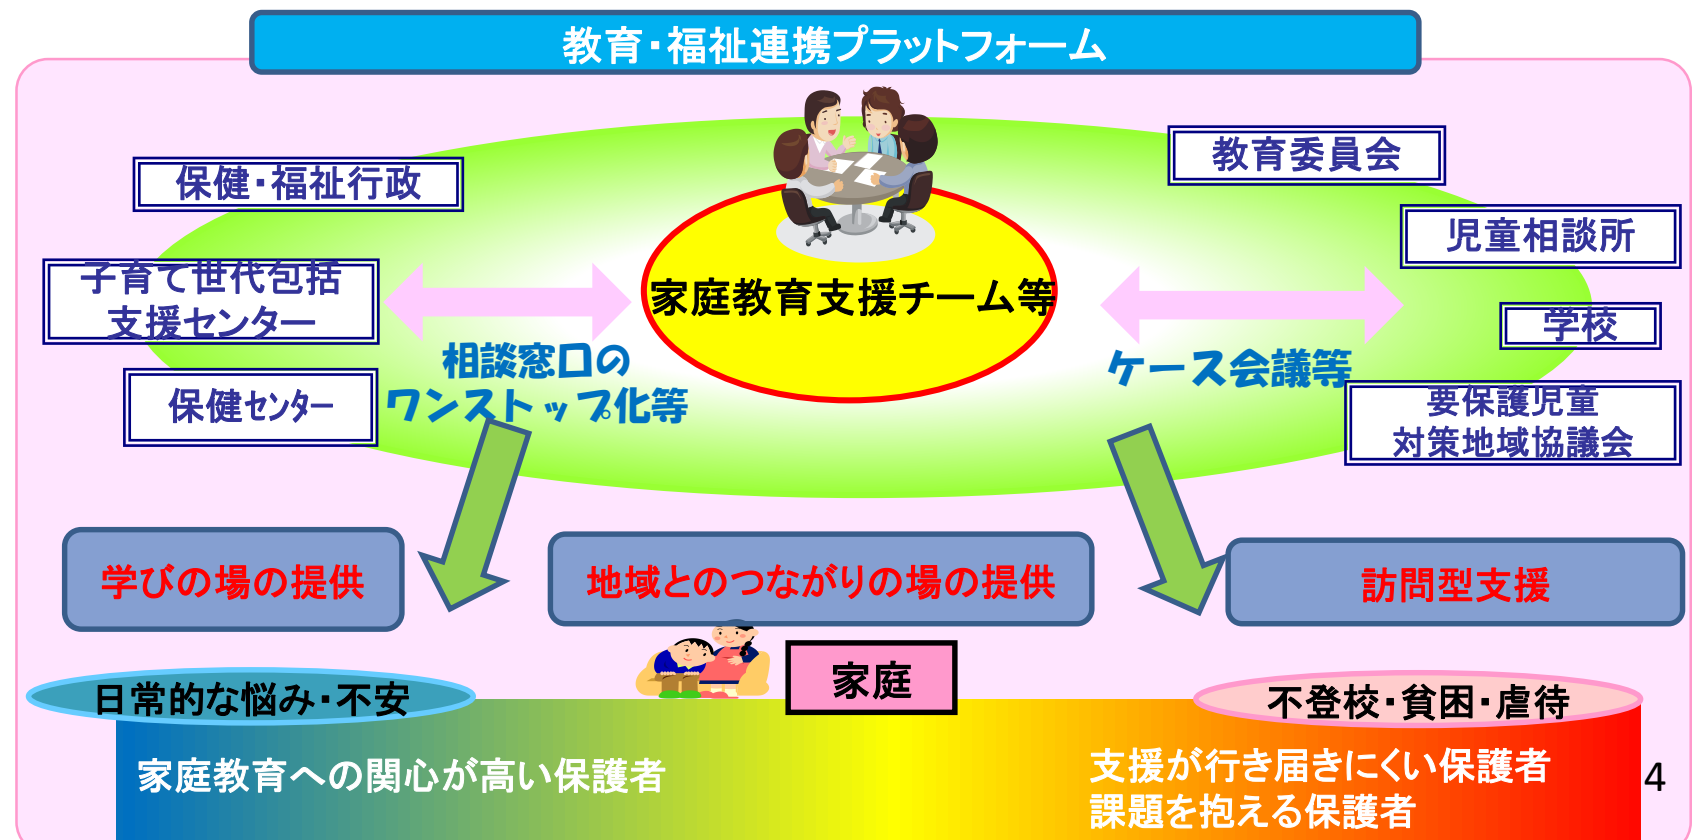 教育・福祉連携プラットフォーム
保健・福祉行政
子育て世代包括
支援センター
保健センター
家庭教育支援チーム等
相談窓口の
ワンストップ化等
ケース会議等
教育委員会
児童相談所
学校
要保護児童
対策地域協議会
学びの場の提供
地域とのつながりの場の提供
訪問型支援
家庭
日常的な悩み・不安
不登校・貧困・虐待
家庭教育への関心が高い保護者
支援が行き届きにくい保護者
課題を抱える保護者
4